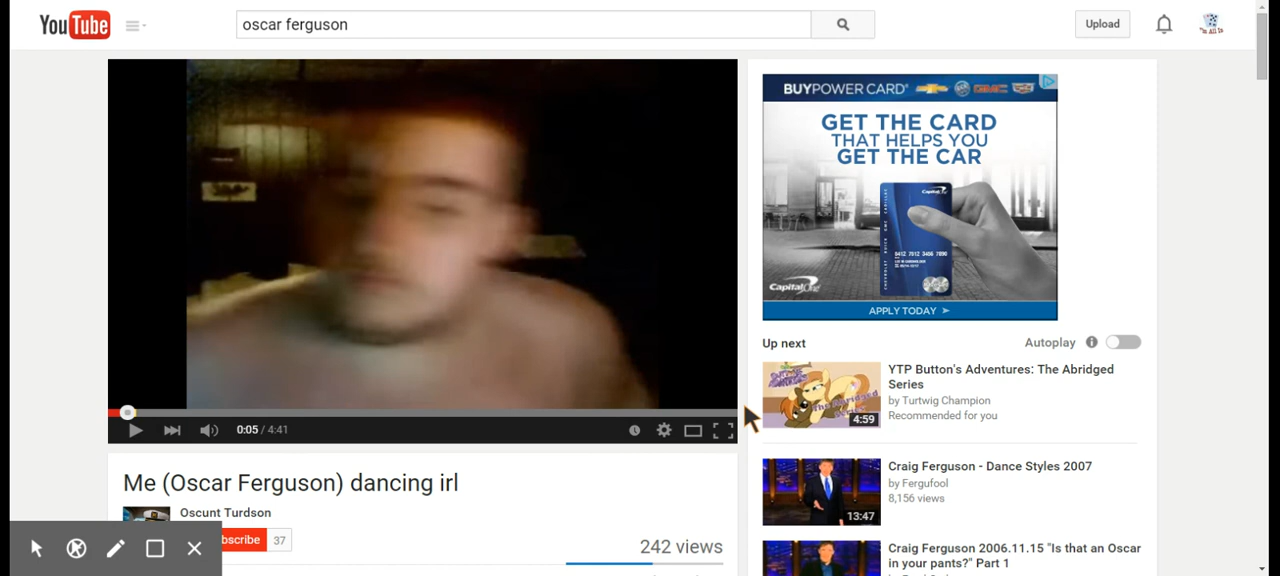 YouTube
oscar ferguson
Upload
BUYPOWER CARD
GMC
GET THE CARD
THAT HELPS YOU
GET THE CAR
Capital One
APPLY TODAY
Up next
Autoplay
YTP Button's Adventures: The Abridged
Series
by Turtwig Champion
Recommended for you
4:59
0:05 / 4:41
Craig Ferguson - Dance Styles 2007
by Fergufool
8,156 views
13:47
Me (Oscar Ferguson) dancing irl
Oscunt Turdson
bscribe 37
242 views
Craig Ferguson 2006.11.15 "Is that an Oscar
in your pants?" Part 1